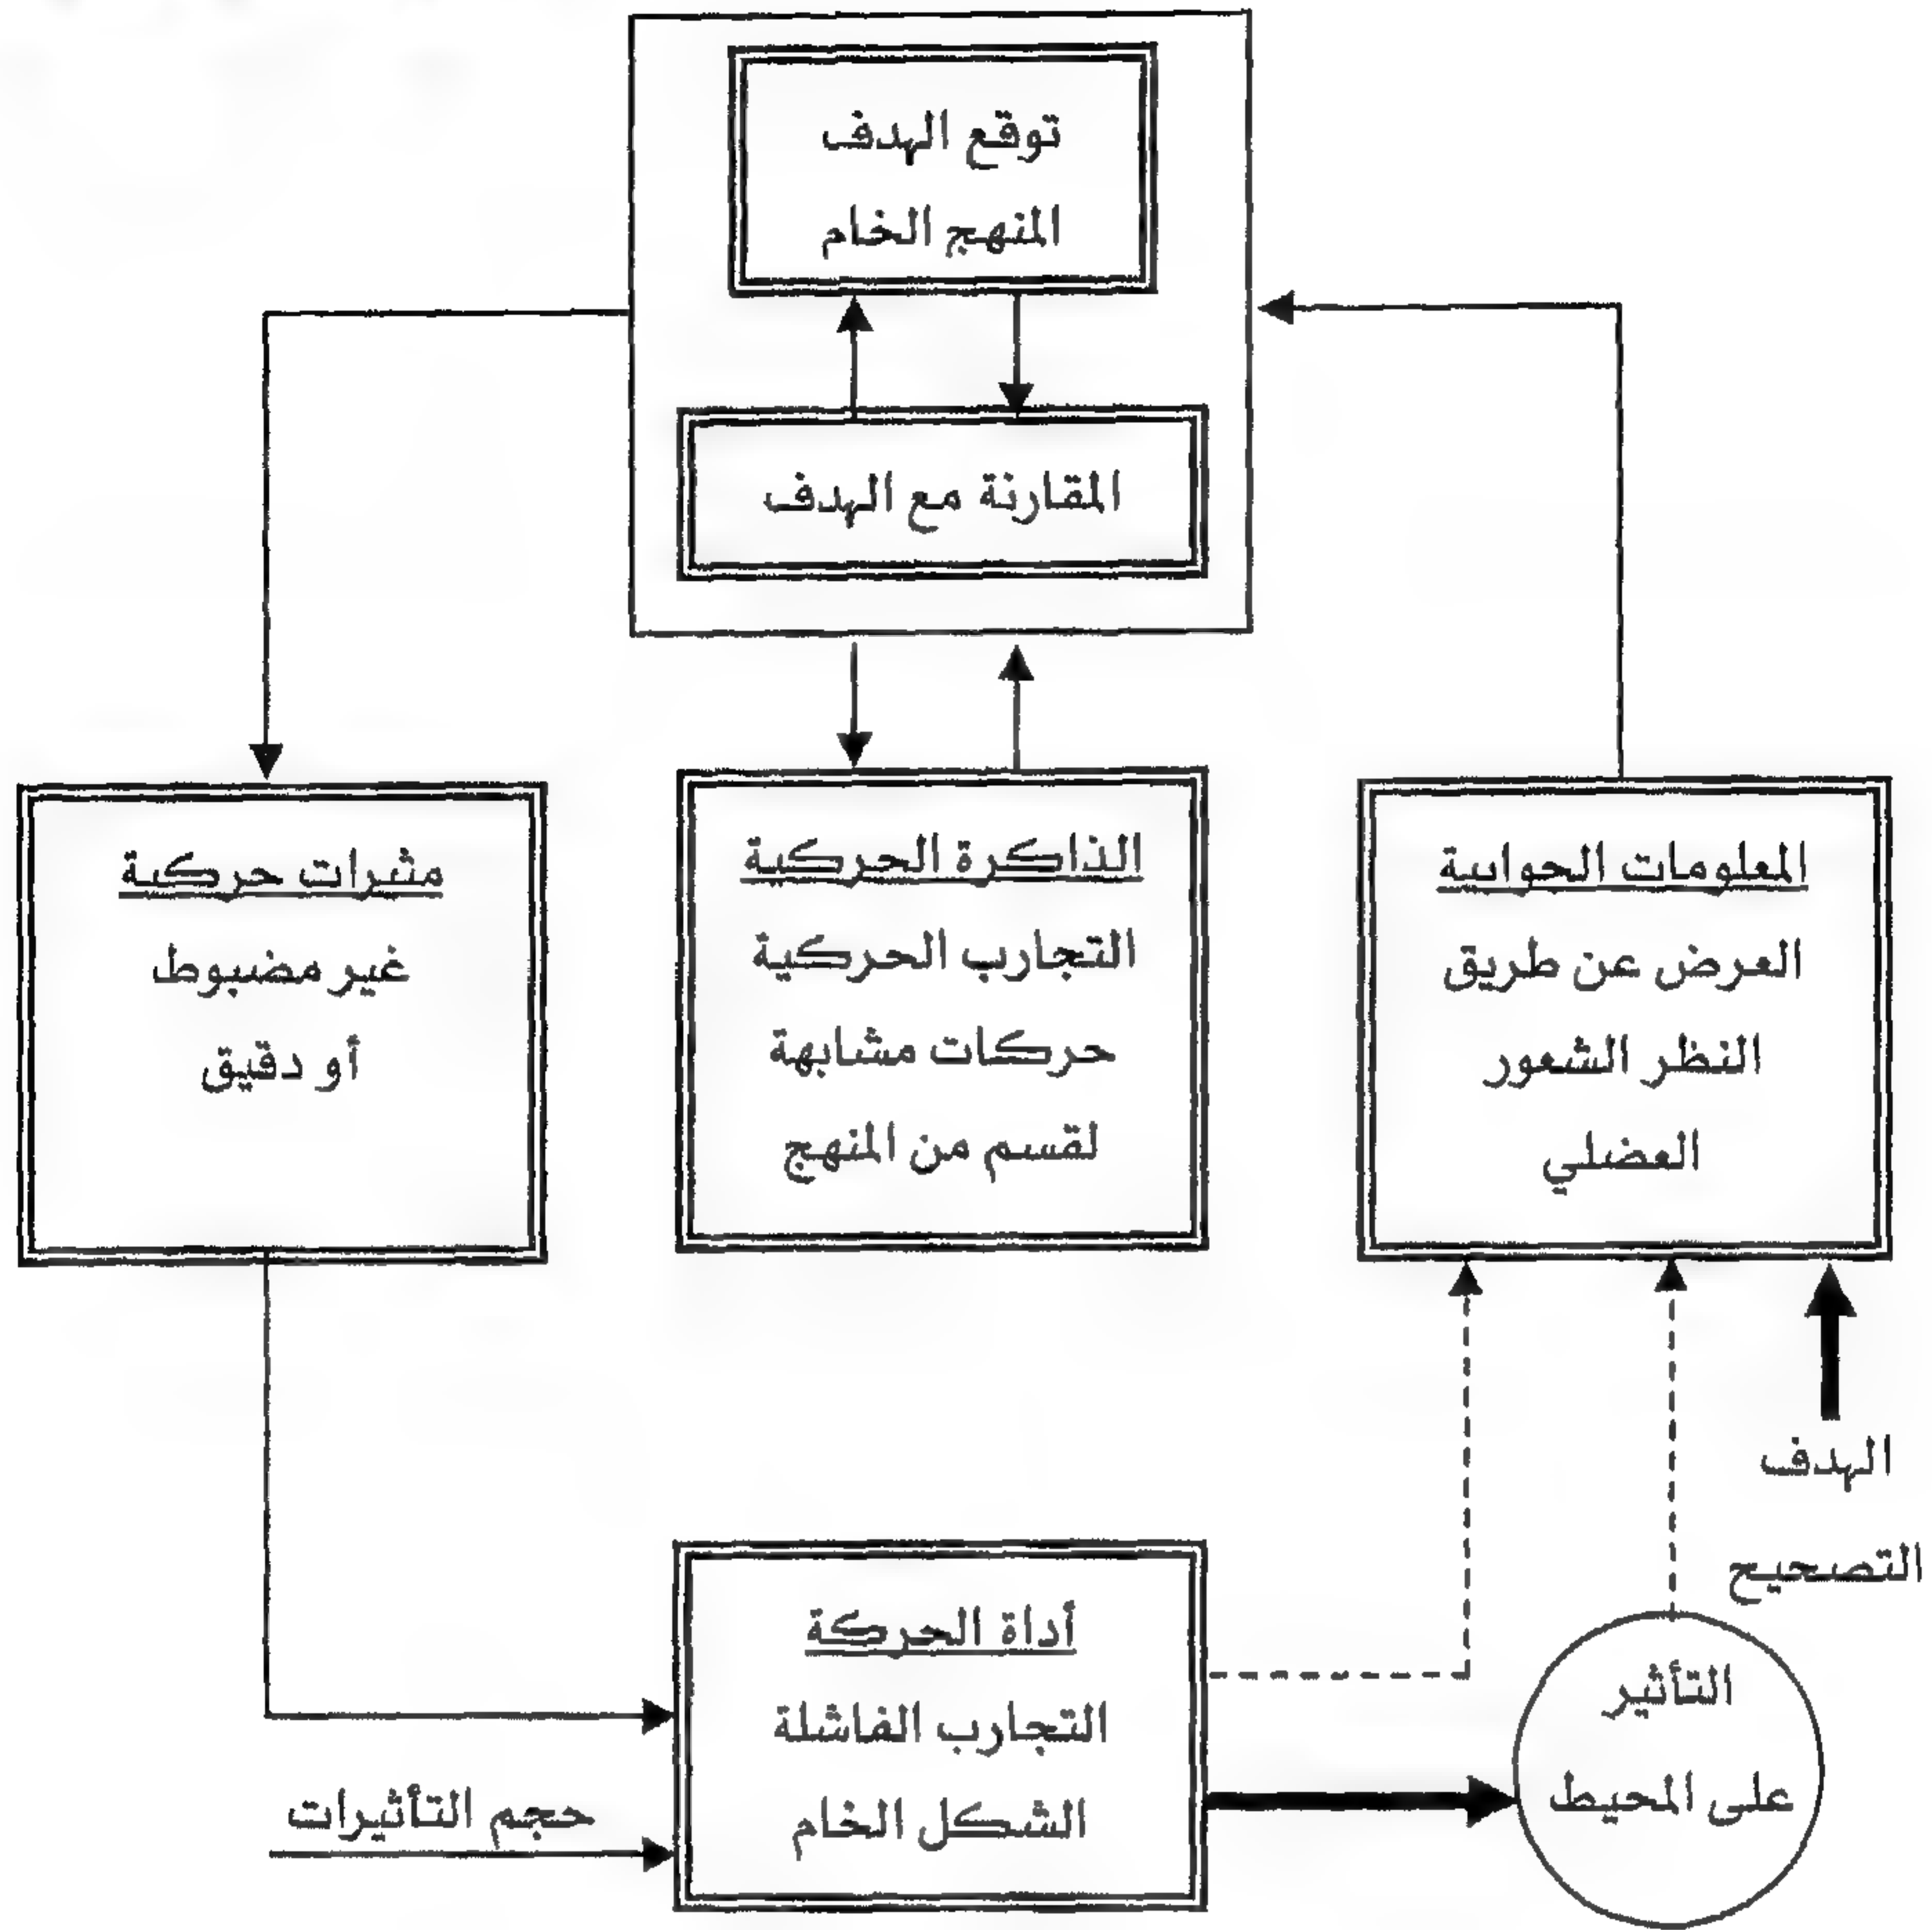 توقع الهدف
المنهج الخام
المقارنة مع الهدف
المعلومات الحوابية
العرض عن طريق
النظر الشعور
العضلي
الذاكرة الحركية
التجارب الحركية
حركات مشابهة
لقسم من المنهج
مثرات حركية
غير مضبوط
أو دقيق
الهدف
التصحيح
أداة الحركة
التجارب الفاشلة
الشكل الخام
التأثير
على المحيط
حجم التأثيرات